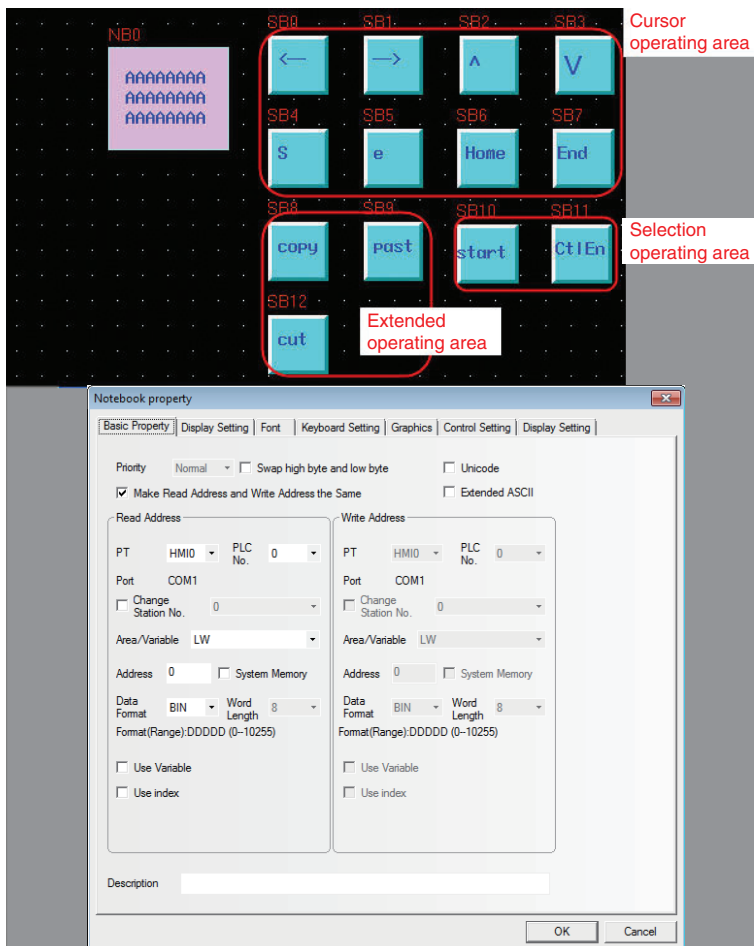 SB0 SB1 SB2 SB3
Cursor
operating area
NB0
<— —> ^ V
AAAAAAAA
AAAAAAAA
AAAAAAAA
SB4 SB5 SB6 SB7
S e Home End
SB8 SB9 SB10 SB11
Selection
operating area
copy past start CtlEn
SB12
Extended
operating area
cut
Notebook property
Basic Property Display Setting Font Keyboard Setting Graphics Control Setting Display Setting
Priority Normal Swap high byte and low byte Unicode
Make Read Address and Write Address the Same Extended ASCII
Read Address
PT HMI0 PLC No. 0
Port COM1
Change Station No. 0
Area/Variable LW
Address 0 System Memory
Data Format BIN Word Length 8
Format(Range):DDDDD (0--10255)
Use Variable
Use index
Write Address
PT HMI0 PLC No. 0
Port COM1
Change Station No. 0
Area/Variable LW
Address 0 System Memory
Data Format BIN Word Length 8
Format(Range):DDDDD (0--10255)
Use Variable
Use index
Description
OK Cancel